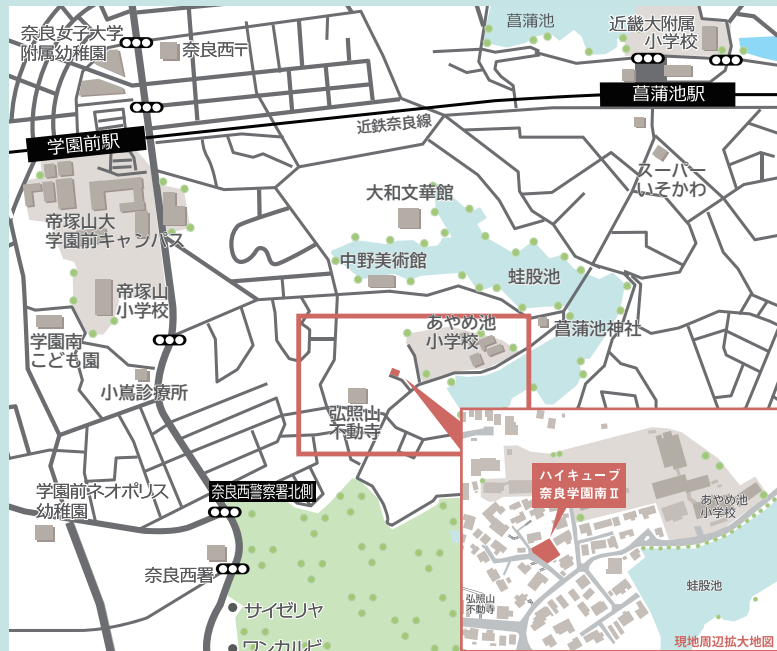 菖蒲池
近畿大附属
小学校
奈良女子大学
附属幼稚園
奈良西〒
菖蒲池駅
学園前駅
近鉄奈良線
スーパー
いそかわ
大和文華館
帝塚山大
学園前キャンパス
中野美術館
蛙股池
帝塚山
小学校
あやめ池
小学校
菖蒲池神社
学園南
こども園
小嶌診療所
弘照山
不動寺
学園前ネオポリス
幼稚園
奈良西警察署北側
ハイキューブ
奈良学園南Ⅱ
あやめ池
小学校
奈良西署
蛙股池
弘照山
不動寺
サイゼリヤ
ワンカルビ
現地周辺拡大地図